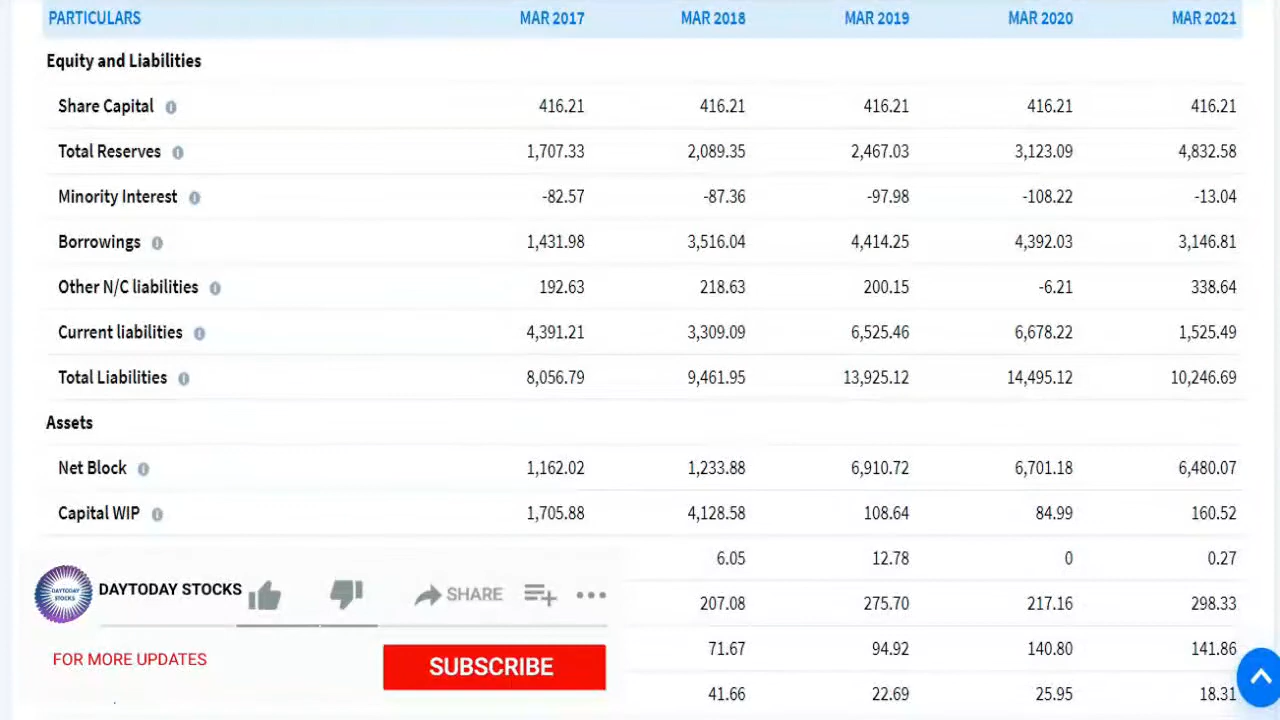 PARTICULARS MAR 2017 MAR 2018 MAR 2019 MAR 2020 MAR 2021
Equity and Liabilities
Share Capital 416.21 416.21 416.21 416.21 416.21
Total Reserves 1,707.33 2,089.35 2,467.03 3,123.09 4,832.58
Minority Interest -82.57 -87.36 -97.98 -108.22 -13.04
Borrowings 1,431.98 3,516.04 4,414.25 4,392.03 3,146.81
Other N/C liabilities 192.63 218.63 200.15 -6.21 338.64
Current liabilities 4,391.21 3,309.09 6,525.46 6,678.22 1,525.49
Total Liabilities 8,056.79 9,461.95 13,925.12 14,495.12 10,246.69
Assets
Net Block 1,162.02 1,233.88 6,910.72 6,701.18 6,480.07
Capital WIP 1,705.88 4,128.58 108.64 84.99 160.52
6.05 12.78 0 0.27
DAYTODAY STOCKS DAYTODAY STOCKS SHARE
207.08 275.70 217.16 298.33
71.67 94.92 140.80 141.86
FOR MORE UPDATES SUBSCRIBE
41.66 22.69 25.95 18.31